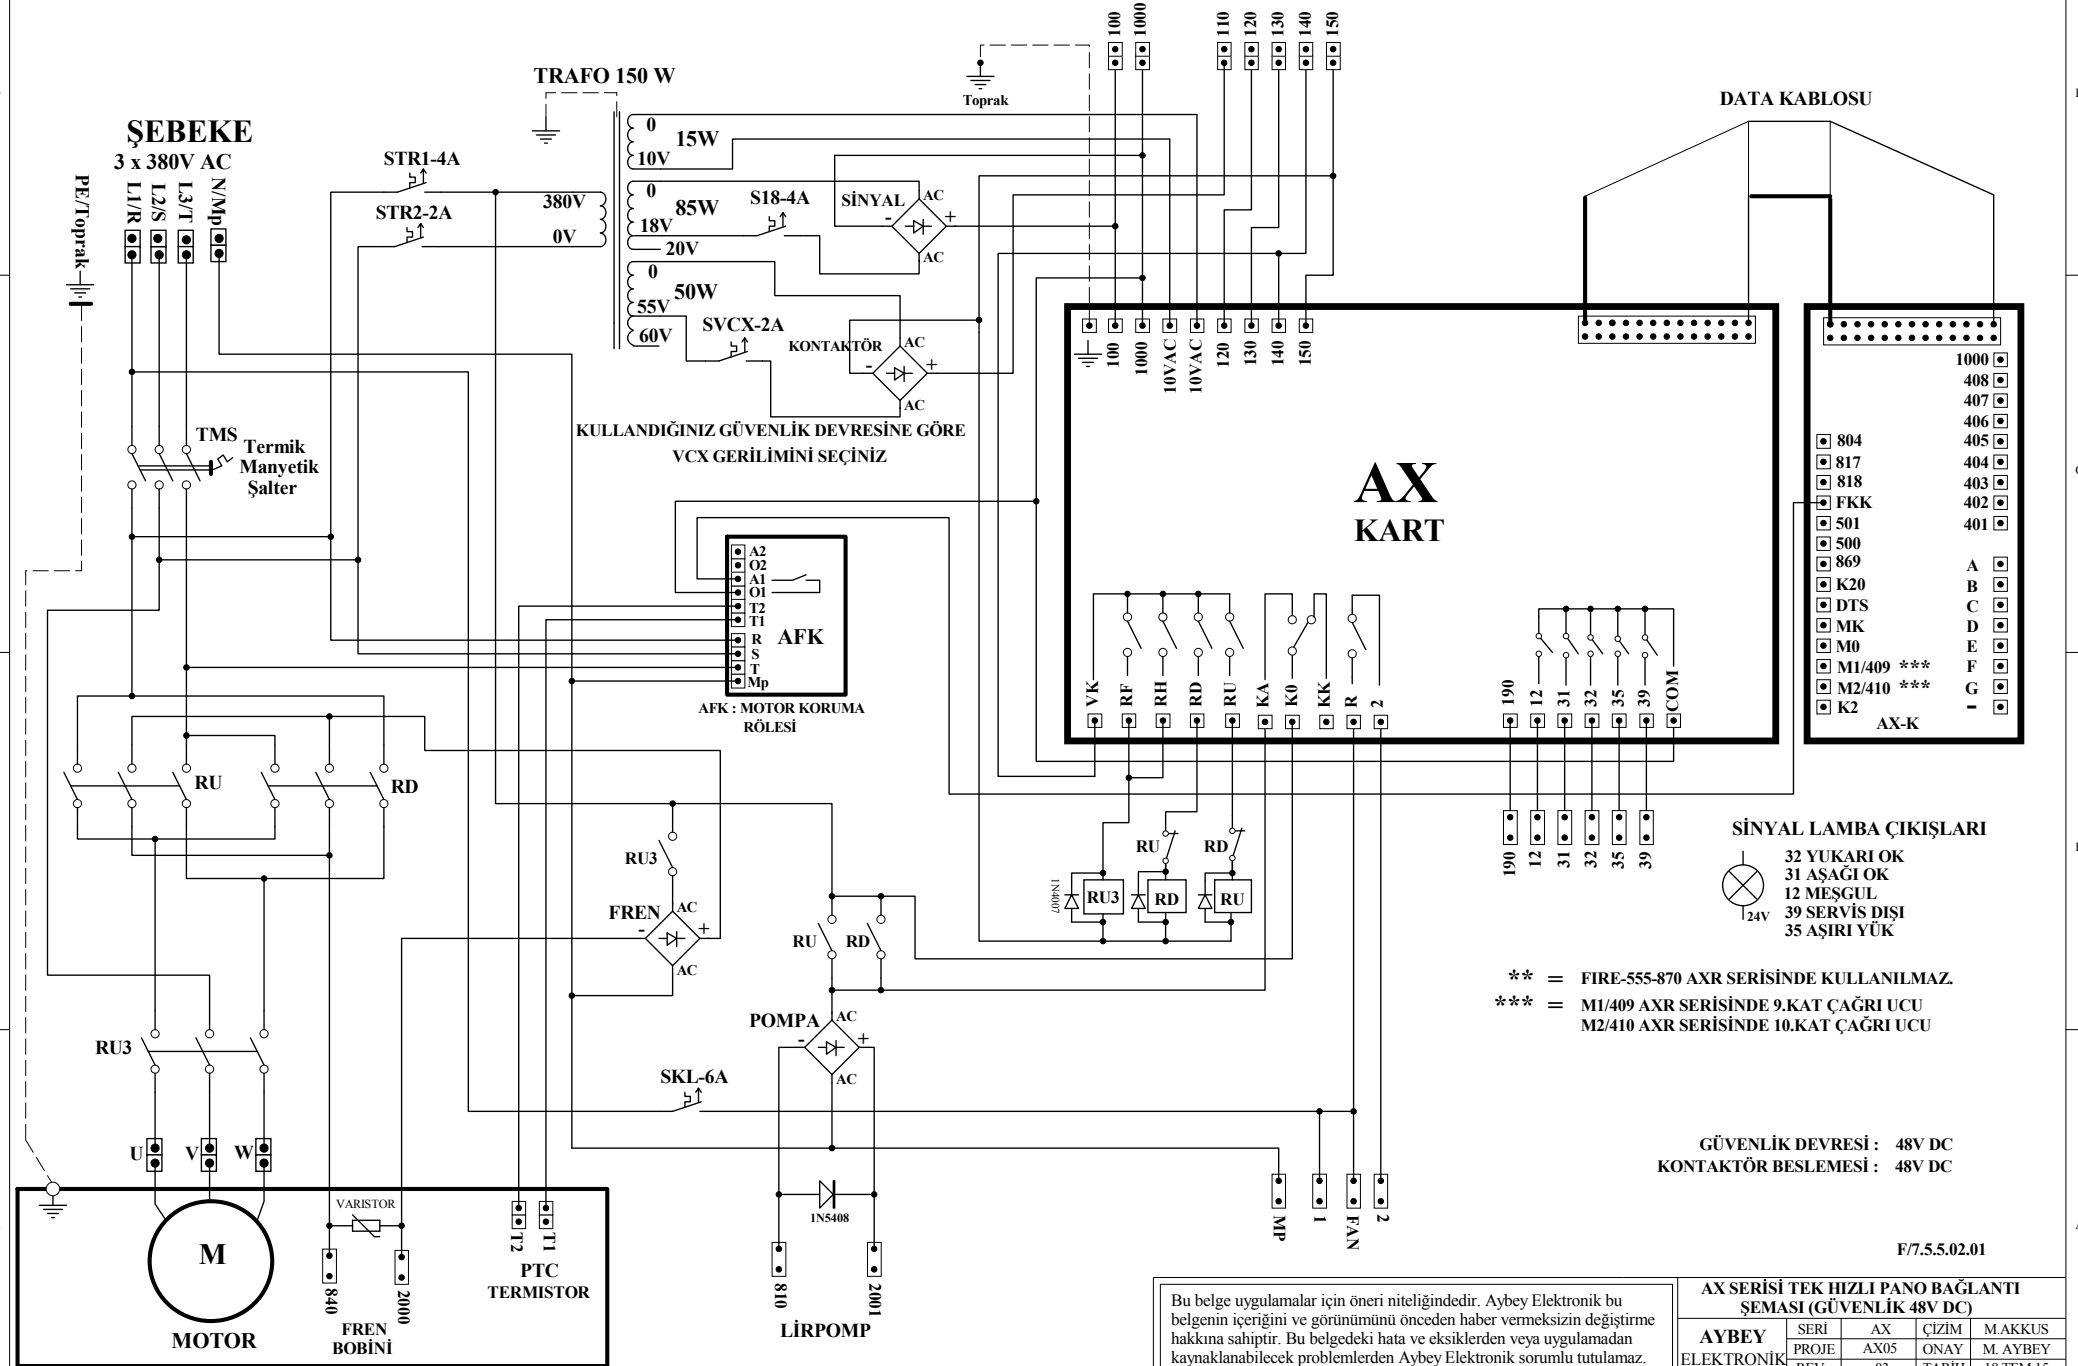 100
1000
110
120
130
140
150
TRAFO 150 W
Toprak
DATA KABLOSU
ŞEBEKE
3 x 380V AC
PE/Toprak
L1/R
L2/S
L3/T
N/Mp
STR1-4A
STR2-2A
380V
0V
0
15W
10V
0
85W
18V
20V
S18-4A
SİNYAL
AC
-
+
AC
0
50W
55V
60V
SVCX-2A
KONTAKTÖR
AC
-
+
AC
KULLANDIĞINIZ GÜVENLİK DEVRESİNE GÖRE
VCX GERİLİMİNİ SEÇİNİZ
TMS
Termik
Manyetik
Şalter
100
1000
10VAC
10VAC
120
130
140
150
AX
KART
1000
408
407
406
405
404
403
402
401
A
B
C
D
E
F
G
-
804
817
818
FKK
501
500
869
K20
DTS
MK
M0
M1/409 ***
M2/410 ***
K2
AX-K
A2
O2
A1
O1
T2
T1
R
S
T
Mp
AFK
AFK : MOTOR KORUMA
RÖLESİ
VK
RF
RH
RD
RU
KA
K0
KK
R
2
190
12
31
32
35
39
COM
RU
RD
RU3
FREN
AC
-
+
AC
RU
RD
1N4007
RU3
RU
RD
RD
RU
190
12
31
32
35
39
SİNYAL LAMBA ÇIKIŞLARI
24V
32 YUKARI OK
31 AŞAĞI OK
12 MEŞGUL
39 SERVİS DIŞI
35 AŞIRI YÜK
** = FIRE-555-870 AXR SERİSİNDE KULLANILMAZ.
*** = M1/409 AXR SERİSİNDE 9.KAT ÇAĞRI UCU
M2/410 AXR SERİSİNDE 10.KAT ÇAĞRI UCU
RU3
POMPA
AC
-
+
AC
SKL-6A
U
V
W
VARISTOR
M
MOTOR
840
2000
FREN
BOBİNİ
T2
T1
PTC
TERMISTOR
1N5408
810
2001
LİRPOMP
MP
1
FAN
2
GÜVENLİK DEVRESİ : 48V DC
KONTAKTÖR BESLEMESİ : 48V DC
F/7.5.5.02.01
Bu belge uygulamalar için öneri niteliğindedir. Aybey Elektronik bu
belgenin içeriğini ve görünümünü önceden haber vermeksizin değiştirme
hakkına sahiptir. Bu belgedeki hata ve eksiklerden veya uygulamadan
kaynaklanabilecek problemlerden Aybey Elektronik sorumlu tutulamaz.
AX SERİSİ TEK HIZLI PANO BAĞLANTI
ŞEMASI (GÜVENLİK 48V DC)
AYBEY
ELEKTRONİK
SERİ AX ÇİZİM M.AKKUS
PROJE AX05 ONAY M. AYBEY